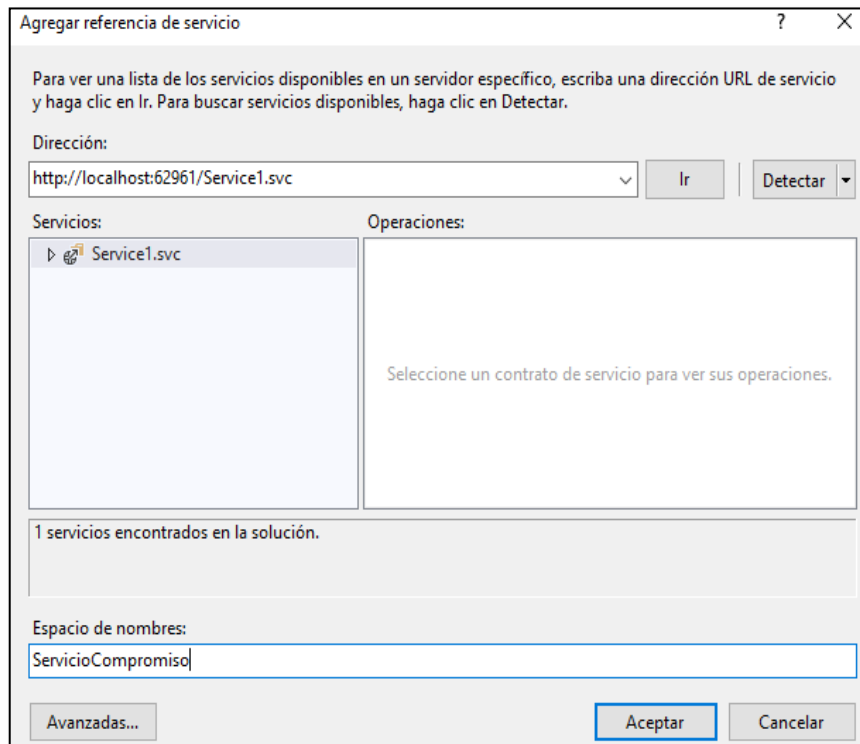 Agregar referencia de servicio
?
Para ver una lista de los servicios disponibles en un servidor específico, escriba una dirección URL de servicio
y haga clic en Ir. Para buscar servicios disponibles, haga clic en Detectar.
Dirección:
http://localhost:62961/Service1.svc
Ir
Detectar
Servicios:
Operaciones:
Service1.svc
Seleccione un contrato de servicio para ver sus operaciones.
1 servicios encontrados en la solución.
Espacio de nombres:
ServicioCompromiso
Avanzadas...
Aceptar
Cancelar